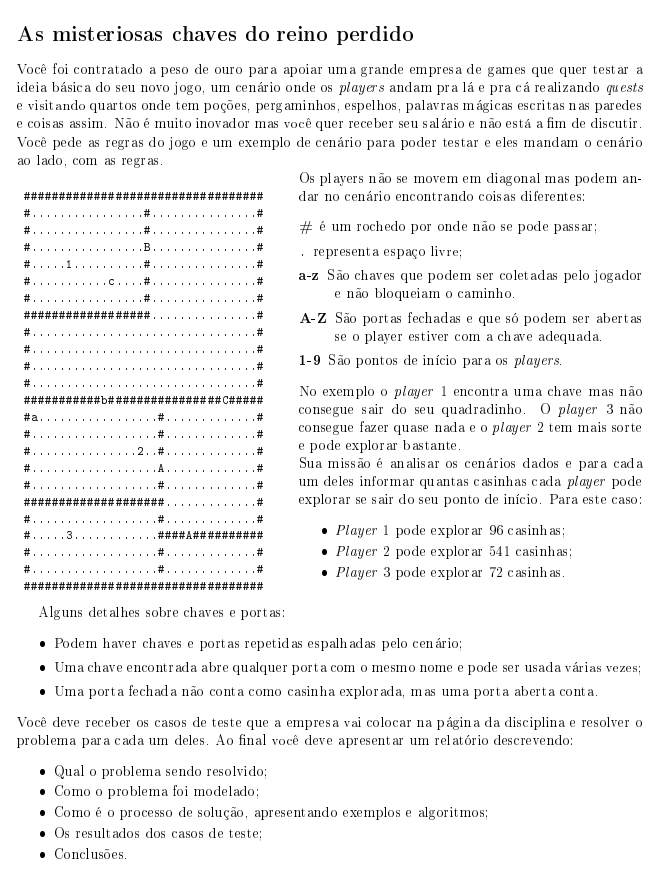 As misteriosas chaves do reino perdido
Você foi contratado a peso de ouro para apoiar uma grande empresa de games que quer testar a
ideia básica do seu novo jogo, um cenário onde os players andam pra lá e pra cá realizando quests
e visitando quartos onde tem poções, pergaminhos, espelhos, palavras mágicas escritas nas paredes
e coisas assim. Não é muito inovador mas você quer receber seu salário e não está a fim de discutir.
Você pede as regras do jogo e um exemplo de cenário para poder testar e eles mandam o cenário
ao lado, com as regras.
##################################
#................#...............#
#................#...............#
#................B...............#
#.....1..........#...............#
#...........c....#...............#
#................#...............#
##################...............#
#................................#
#................................#
#................................#
#................................#
###########b################C#####
#a.................#.............#
#..................#.............#
#...............2..#.............#
#..................A.............#
#..................#.............#
####################.............#
#..................#.............#
#.....3............####A##########
#..................#.............#
#..................#.............#
##################################
Os players não se movem em diagonal mas podem an-
dar no cenário encontrando coisas diferentes:
# é um rochedo por onde não se pode passar;
. representa espaço livre;
a-z São chaves que podem ser coletadas pelo jogador
e não bloqueiam o caminho.
A-Z São portas fechadas e que só podem ser abertas
se o player estiver com a chave adequada.
1-9 São pontos de início para os players.
No exemplo o player 1 encontra uma chave mas não
consegue sair do seu quadradinho. O player 3 não
consegue fazer quase nada e o player 2 tem mais sorte
e pode explorar bastante.
Sua missão é analisar os cenários dados e para cada
um deles informar quantas casinhas cada player pode
explorar se sair do seu ponto de início. Para este caso:
• Player 1 pode explorar 96 casinhas;
• Player 2 pode explorar 541 casinhas;
• Player 3 pode explorar 72 casinhas.
Alguns detalhes sobre chaves e portas:
• Podem haver chaves e portas repetidas espalhadas pelo cenário;
• Uma chave encontrada abre qualquer porta com o mesmo nome e pode ser usada várias vezes;
• Uma porta fechada não conta como casinha explorada, mas uma porta aberta conta.
Você deve receber os casos de teste que a empresa vai colocar na página da disciplina e resolver o
problema para cada um deles. Ao final você deve apresentar um relatório descrevendo:
• Qual o problema sendo resolvido;
• Como o problema foi modelado;
• Como é o processo de solução, apresentando exemplos e algoritmos;
• Os resultados dos casos de teste;
• Conclusões.